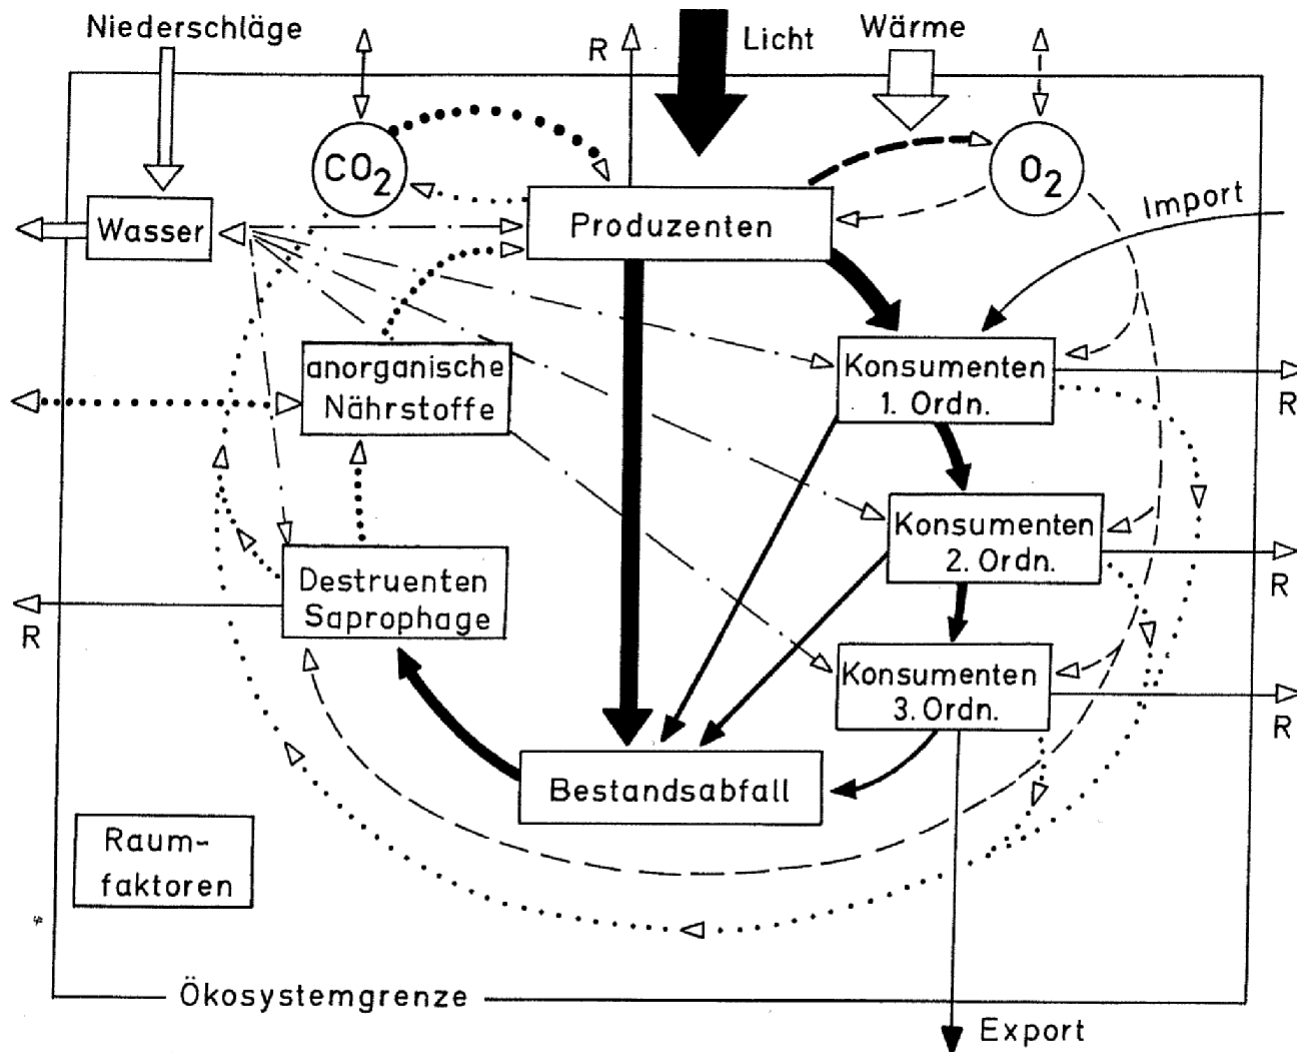 Niederschläge
R
Licht
Wärme
CO2
O2
Wasser
Produzenten
Import
anorganische
Nährstoffe
Konsumenten
1. Ordn.
R
Konsumenten
2. Ordn.
R
Destruenten
Saprophage
R
Konsumenten
3. Ordn.
R
Bestandsabfall
Raum-
faktoren
Ökosystemgrenze
Export